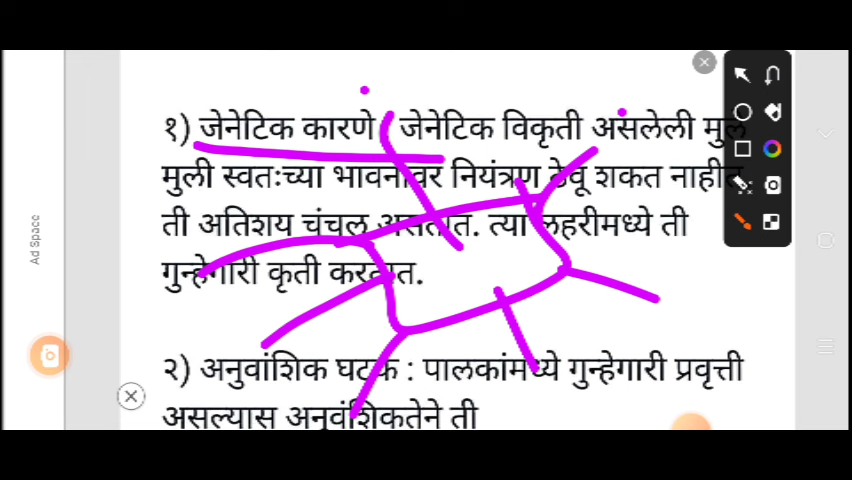 १) जेनेटिक कारणे जेनेटिक विकृती असलेली मुले
मुली स्वतःच्या भावनांवर नियंत्रण ठेवू शकत नाहीत
ती अतिशय चंचल असतात. त्या लहरीमध्ये ती
गुन्हेगारी कृती करतात.
२) अनुवांशिक घटक : पालकांमध्ये गुन्हेगारी प्रवृत्ती
असल्यास अनुवंशिकतेने ती
Ad Space